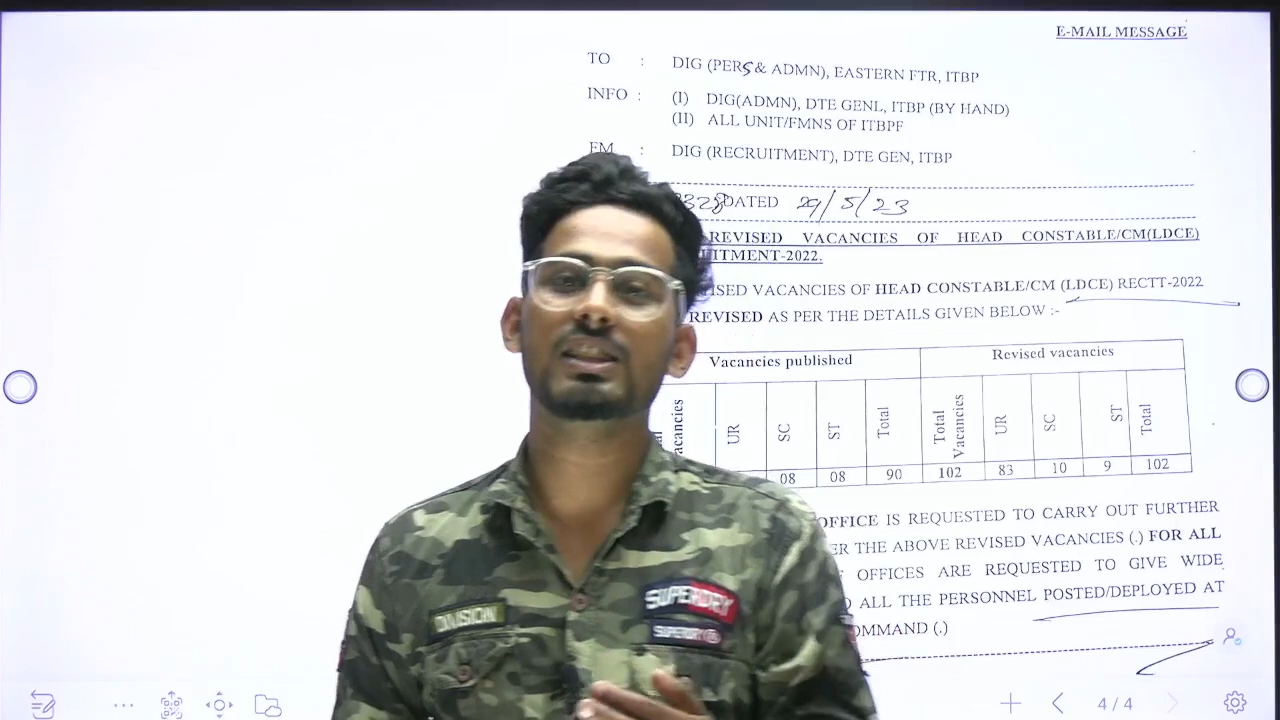 E-MAIL MESSAGE
TO : DIG (PERS & ADMN), EASTERN FTR, ITBP
INFO : (I) DIG(ADMN), DTE GENL, ITBP (BY HAND)
(II) ALL UNIT/FMNS OF ITBPF
FM : DIG (RECRUITMENT), DTE GEN, ITBP
DATED 29/5/23
REVISED VACANCIES OF HEAD CONSTABLE/CM(LDCE)
ITMENT-2022.
ISED VACANCIES OF HEAD CONSTABLE/CM (LDCE) RECTT-2022
REVISED AS PER THE DETAILS GIVEN BELOW :-
Vacancies published Revised vacancies
acancies UR SC ST Total Total Vacancies UR SC ST Total
08 08 90 102 83 10 9 102
OFFICE IS REQUESTED TO CARRY OUT FURTHER
ER THE ABOVE REVISED VACANCIES (.) FOR ALL
OFFICES ARE REQUESTED TO GIVE WIDE
ALL THE PERSONNEL POSTED/DEPLOYED AT
OMMAND (.)
DIVISION
SUPERDRY
SUPERDRY
4/4